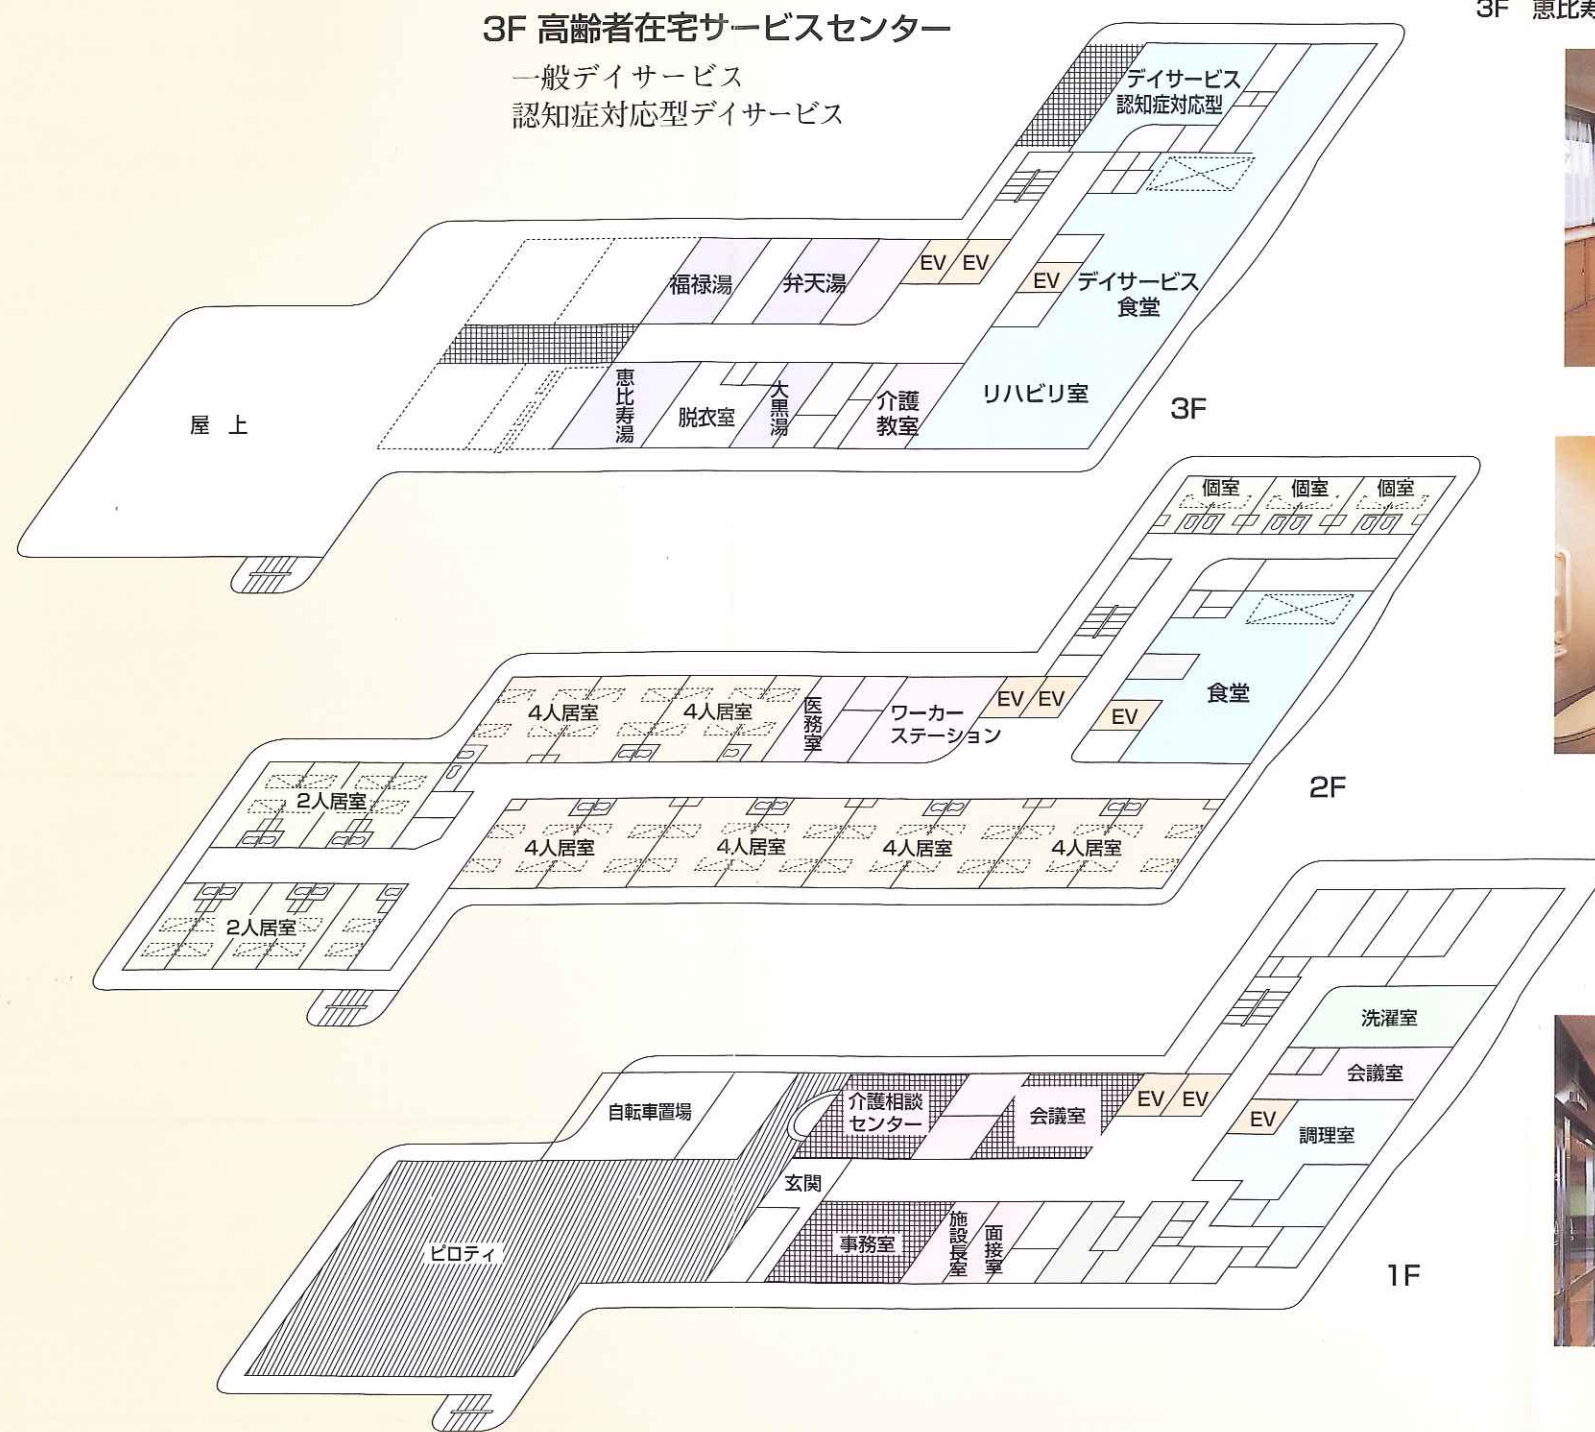 3F 高齢者在宅サービスセンター
一般デイサービス
認知症対応型デイサービス
3F 恵比寿
デイサービス
認知症対応型
福禄湯
弁天湯
EV
EV
EV
デイサービス
食堂
屋 上
恵比寿湯
脱衣室
大黒湯
介護
教室
リハビリ室
3F
個室
個室
個室
4人居室
4人居室
医務室
ワーカー
ステーション
EV
EV
EV
食堂
2人居室
2F
4人居室
4人居室
4人居室
4人居室
2人居室
洗濯室
会議室
自転車置場
介護相談
センター
会議室
EV
EV
EV
調理室
玄関
ピロティ
事務室
施設長室
面接室
1F